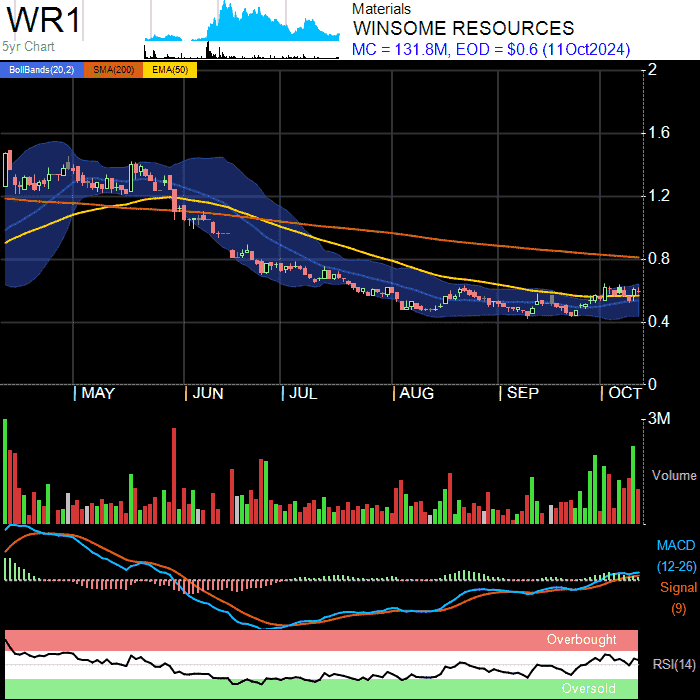 WR1
5yr Chart
Materials
WINSOME RESOURCES
MC = 131.8M, EOD = $0.6 (11Oct2024)
BollBands(20,2) SMA(200) EMA(50)
2
1.6
1.2
0.8
0.4
0
MAY JUN JUL AUG SEP OCT
3M
Volume
MACD
(12-26)
Signal
(9)
Overbought
RSI(14)
Oversold